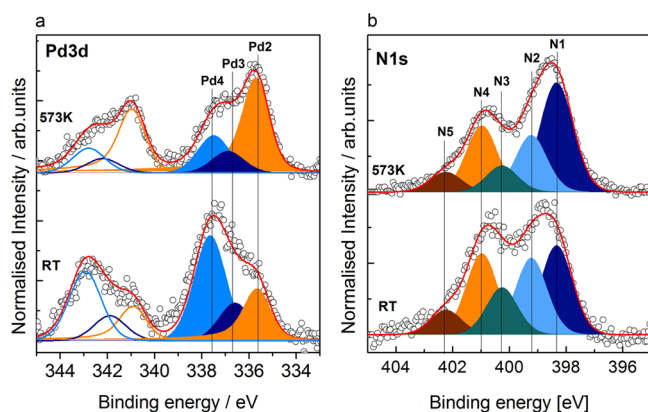 a
b
Pd3d
Pd4
Pd3
Pd2
573K
RT
Normalised Intensity / arb.units
344 342 340 338 336 334
Binding energy / eV
N1s
N5
N4
N3
N2
N1
573K
RT
Normalised Intensity / arb.units
404 402 400 398 396
Binding energy [eV]